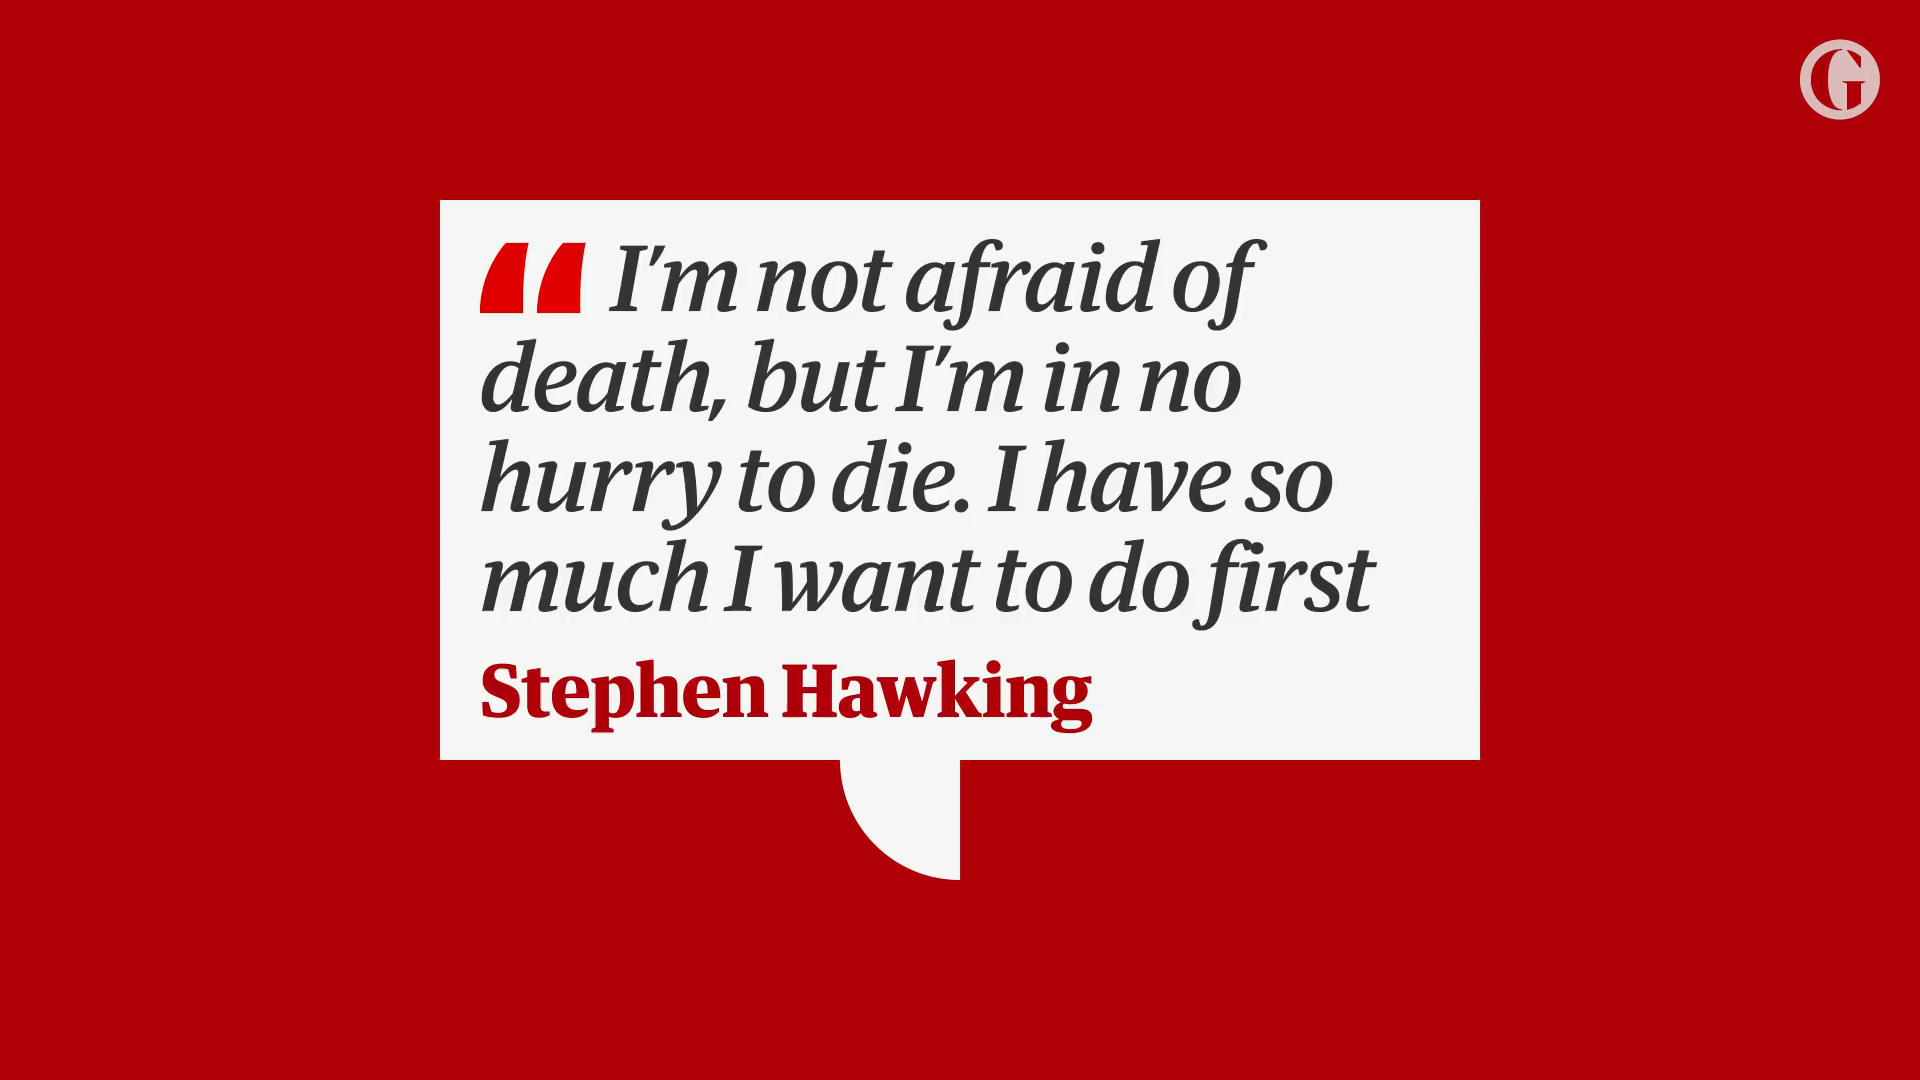 “I’m not afraid of
death, but I’m in no
hurry to die. I have so
much I want to do first
Stephen Hawking
G